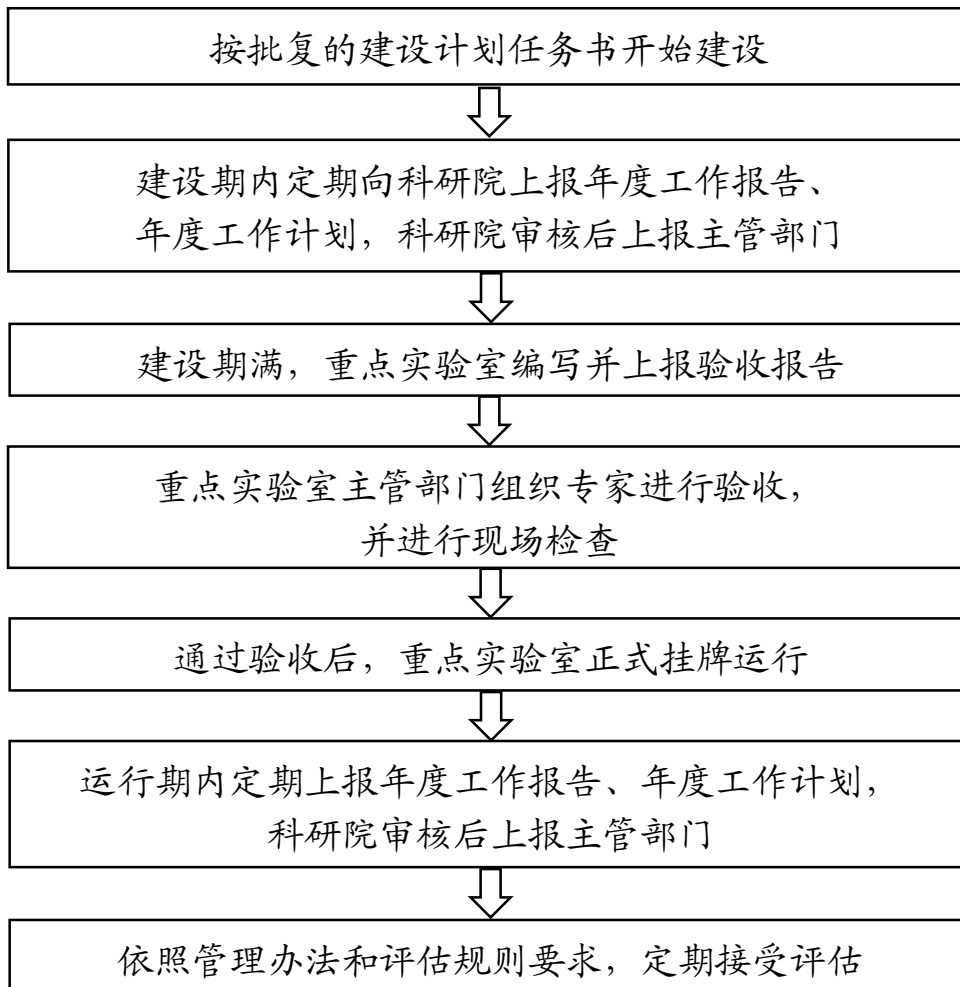 按批复的建设计划任务书开始建设
建设期内定期向科研院上报年度工作报告、
年度工作计划，科研院审核后上报主管部门
建设期满，重点实验室编写并上报验收报告
重点实验室主管部门组织专家进行验收，
并进行现场检查
通过验收后，重点实验室正式挂牌运行
运行期内定期上报年度工作报告、年度工作计划，
科研院审核后上报主管部门
依照管理办法和评估规则要求，定期接受评估